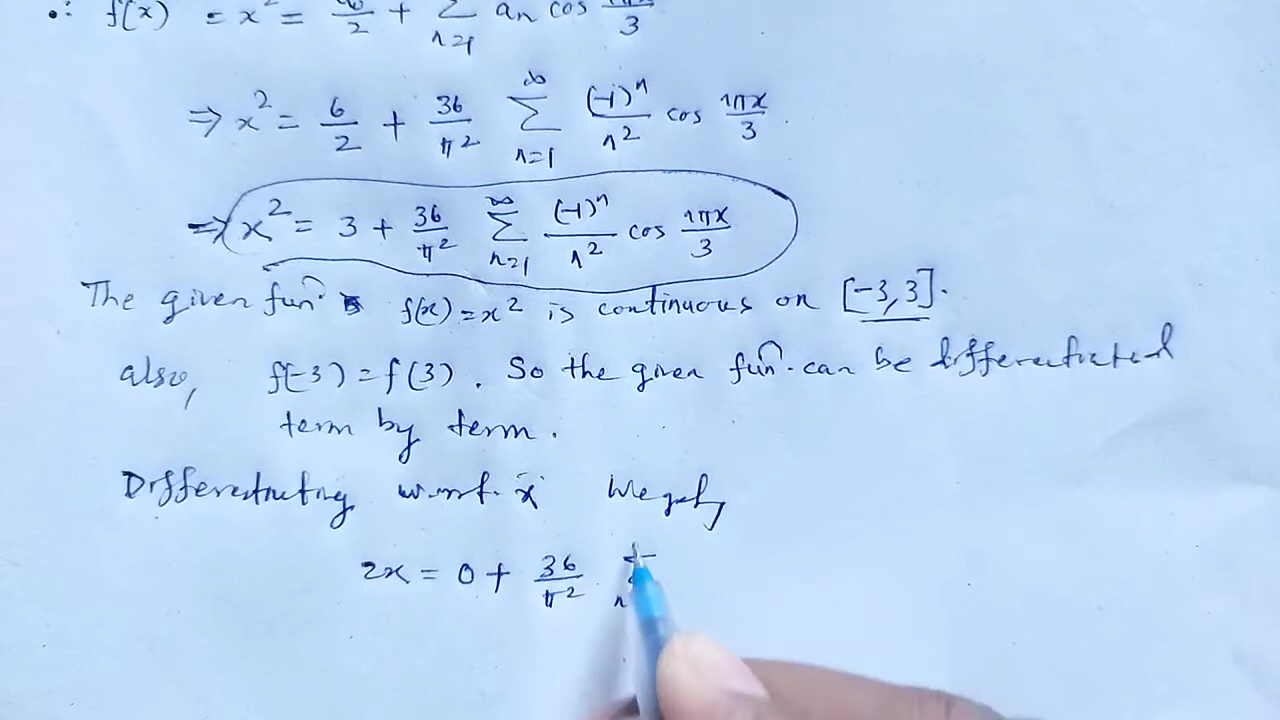 ∴ f(x) = x² = a₀/2 + Σ n=1 aₙ cos nπx/3
⇒ x² = 6/2 + 36/π² Σ n=1 ∞ (-1)ⁿ/n² cos nπx/3.
⇒ x² = 3 + 36/π² Σ n=1 ∞ (-1)ⁿ/n² cos nπx/3
The given fun. f(x)=x² is continuous on [-3,3].
also, f(-3)=f(3). So the given fun. can be differentiated
term by term.
Differentiating w.r.t. x We get,
2x = 0 + 36/π²